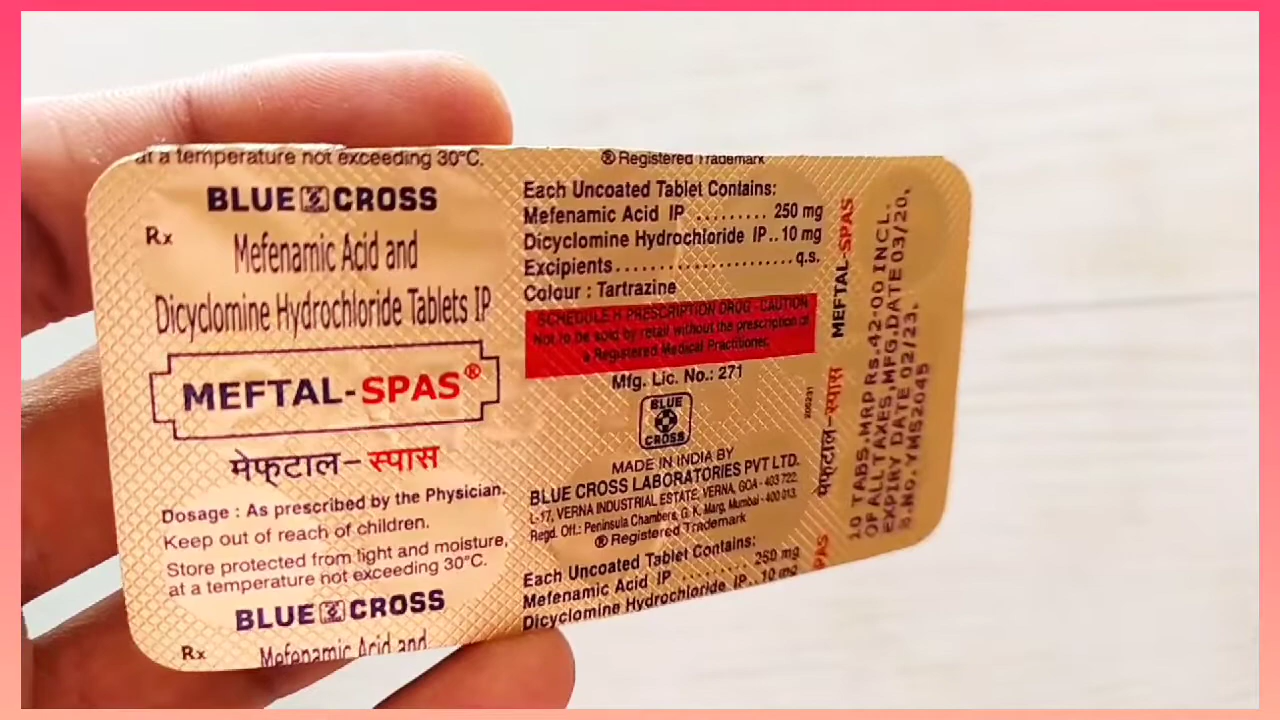 at a temperature not exceeding 30°C.
BLUE CROSS
Rx
Mefenamic Acid and
Dicyclomine Hydrochloride Tablets IP
MEFTAL-SPAS®
मेफ्टाल-स्पास
Dosage : As prescribed by the Physician.
Keep out of reach of children.
Store protected from light and moisture,
at a temperature not exceeding 30°C.
BLUE CROSS
Rx
Mefenamic Acid and
® Registered Trademark
Each Uncoated Tablet Contains:
Mefenamic Acid IP ......... 250 mg
Dicyclomine Hydrochloride IP.. 10 mg
Excipients...................... q.s.
Colour : Tartrazine
SCHEDULE H PRESCRIPTION DRUG - CAUTION
Not to be sold by retail without the prescription of
a Registered Medical Practitioner.
Mfg. Lic. No.: 271
BLUE
CROSS
MADE IN INDIA BY
BLUE CROSS LABORATORIES PVT LTD.
L-17, VERNA INDUSTRIAL ESTATE, VERNA, GOA - 403 722.
Regd. Off.: Peninsula Chambers, G. K. Marg, Mumbai - 400 013.
® Registered Trademark
Each Uncoated Tablet Contains:
Mefenamic Acid IP ......... 250 mg
Dicyclomine Hydrochloride IP.. 10 mg
MEFTAL-SPAS
मेफ्टाल-स्पास
PAS
10 TABS.MRP Rs.42-00 INCL.
OF ALL TAXES,MFG.DATE 03/20,
EXPIRY DATE 02/23.
B.NO.YMS2045